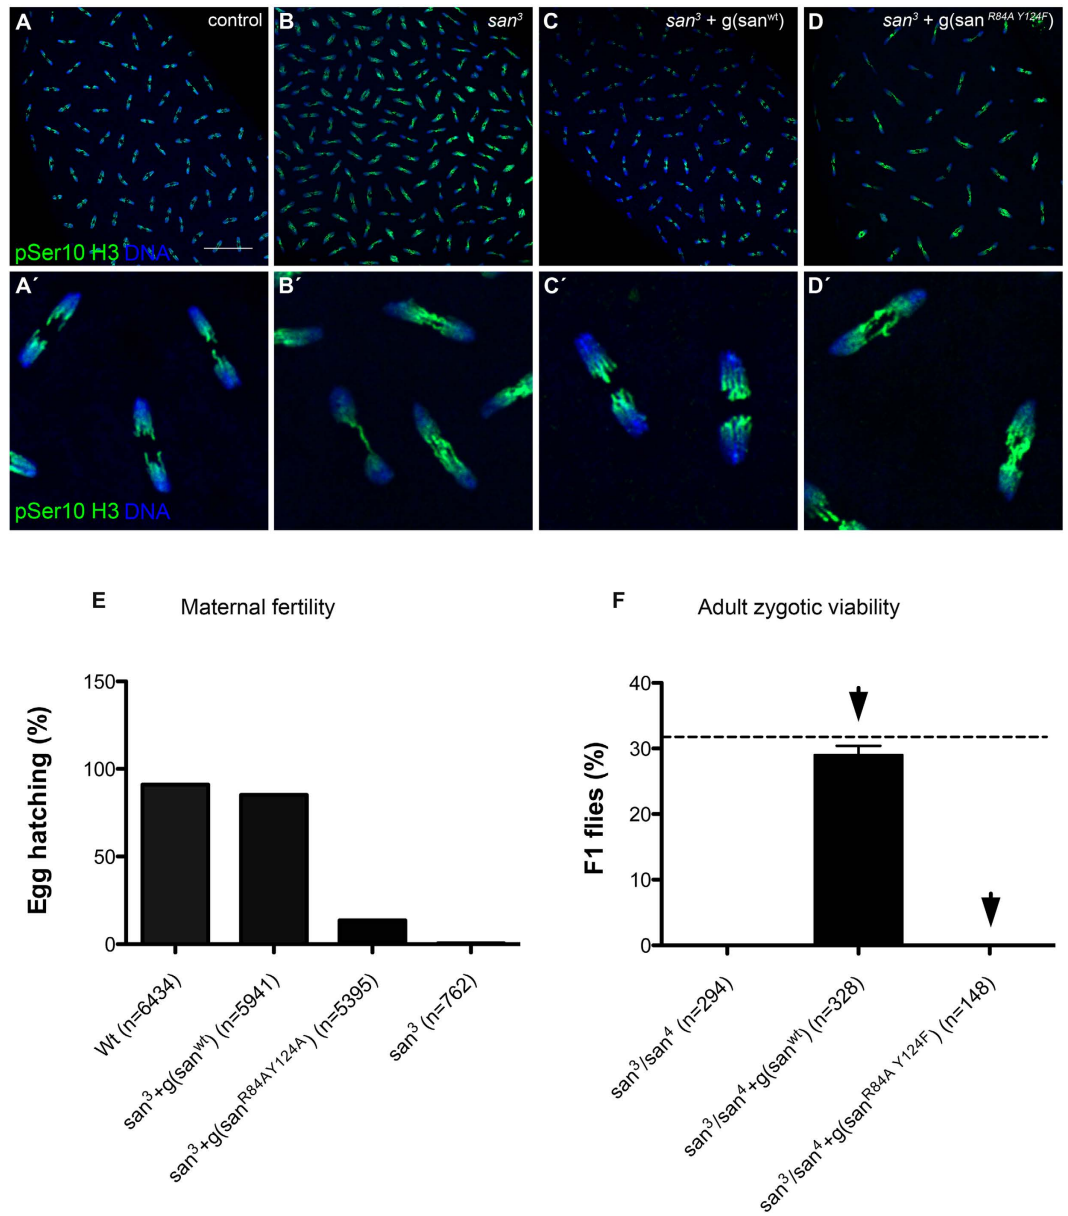 A control
B san³
C san³ + g(sanʷᵗ)
D san³ + g(san R84A Y124F)
pSer10 H3 DNA
A´
B´
C´
D´
pSer10 H3 DNA
E Maternal fertility
Egg hatching (%)
150
100
50
0
Wt (n=6434)
san³+g(sanʷᵗ) (n=5941)
san³+g(sanR84AY124A) (n=5395)
san³ (n=762)
F Adult zygotic viability
F1 flies (%)
40
30
20
10
0
san³/san⁴ (n=294)
san³/san⁴+g(sanʷᵗ) (n=328)
san³/san⁴+g(sanR84A Y124F) (n=148)